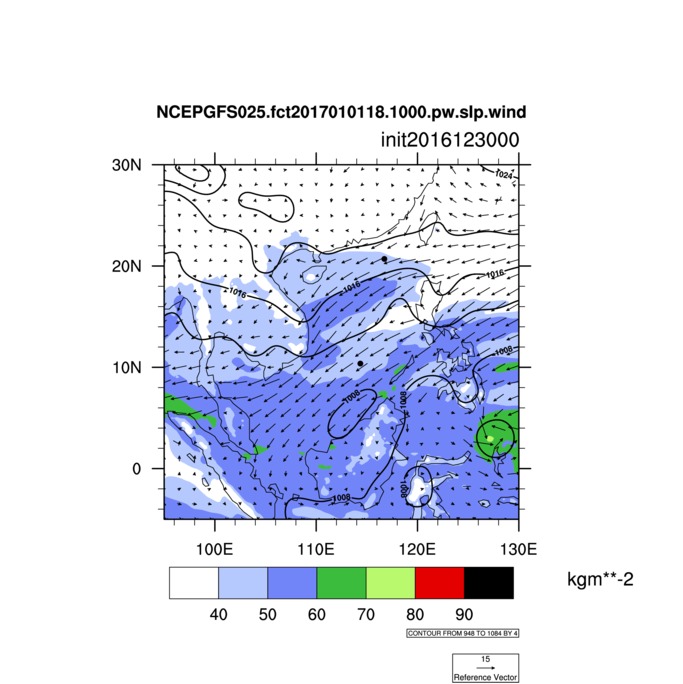 NCEPGFS025.fct2017010118.1000.pw.slp.wind
init2016123000
30N
1024
20N
1016
1016
1016
10N
1008
1008
1008
0
1008
1008
100E 110E 120E 130E
kgm**-2
40 50 60 70 80 90
CONTOUR FROM 948 TO 1084 BY 4
15
Reference Vector